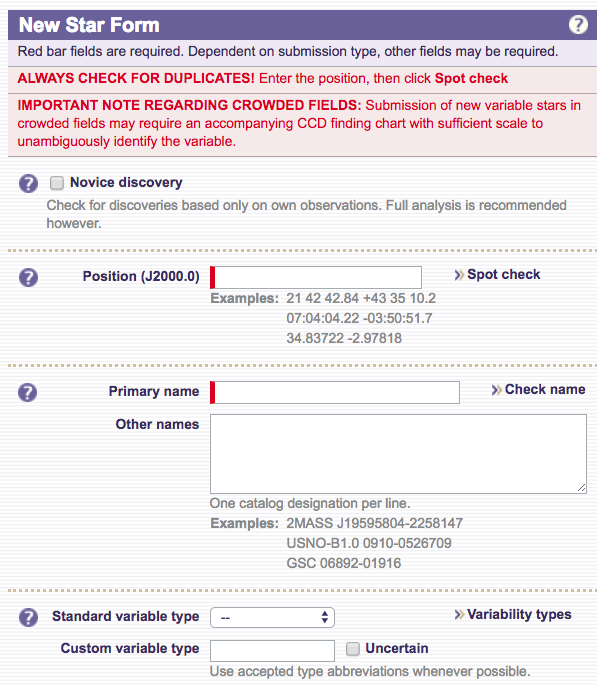 New Star Form ?
Red bar fields are required. Dependent on submission type, other fields may be required.
ALWAYS CHECK FOR DUPLICATES! Enter the position, then click Spot check
IMPORTANT NOTE REGARDING CROWDED FIELDS: Submission of new variable stars in
crowded fields may require an accompanying CCD finding chart with sufficient scale to
unambiguously identify the variable.
? Novice discovery
Check for discoveries based only on own observations. Full analysis is recommended
however.
? Position (J2000.0) » Spot check
Examples: 21 42 42.84 +43 35 10.2
07:04:04.22 -03:50:51.7
34.83722 -2.97818
? Primary name » Check name
Other names
One catalog designation per line.
Examples: 2MASS J19595804-2258147
USNO-B1.0 0910-0526709
GSC 06892-01916
? Standard variable type -- » Variability types
Custom variable type Uncertain
Use accepted type abbreviations whenever possible.